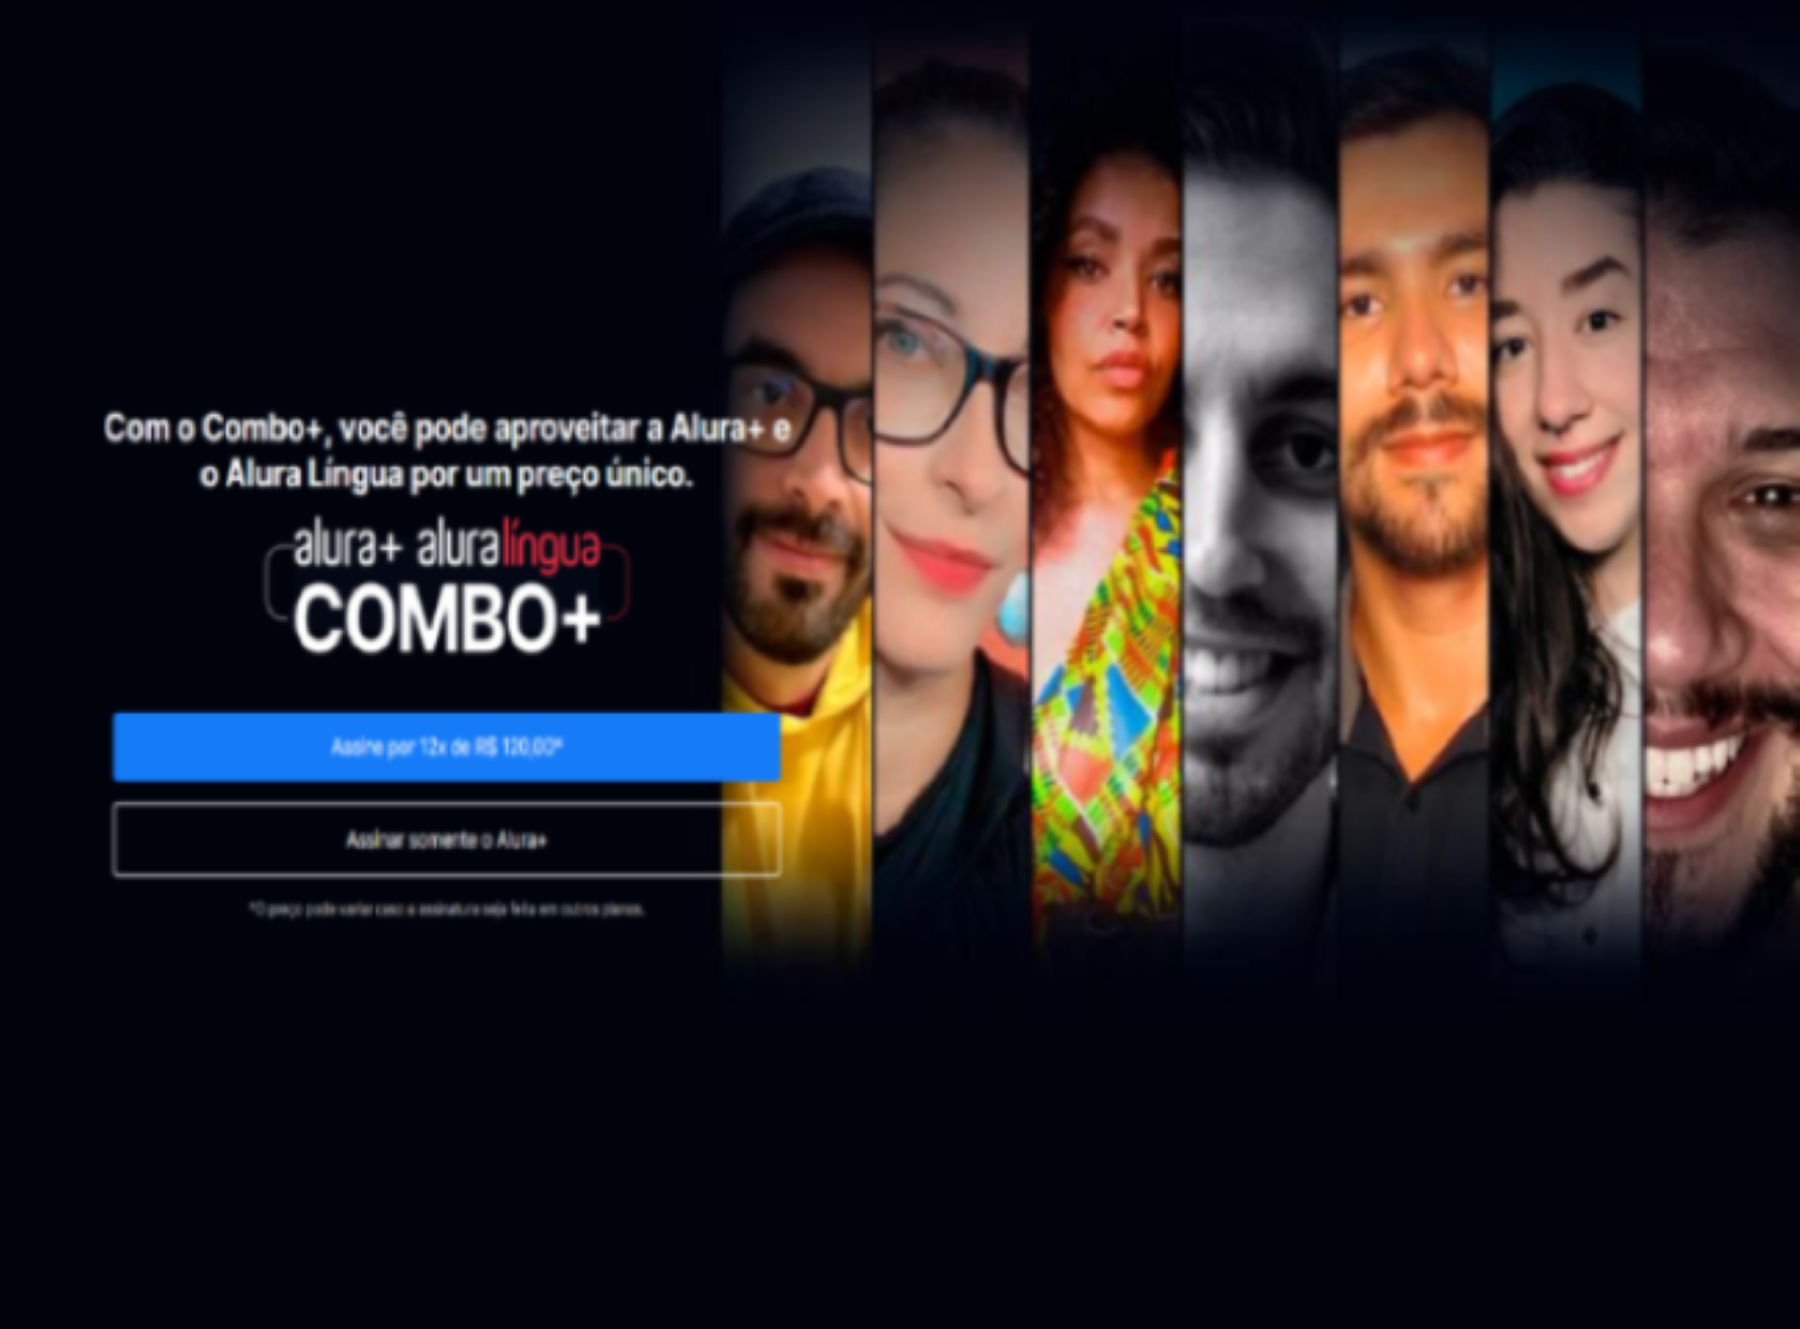 Com o Combo+, você pode aproveitar a Alura+ e
o Alura Língua por um preço único.
alura+ aluralíngua
COMBO+
Assine por 12x de R$ 120,00*
Assinar somente o Alura+
*O preço pode variar caso a assinatura seja feita em outros planos.